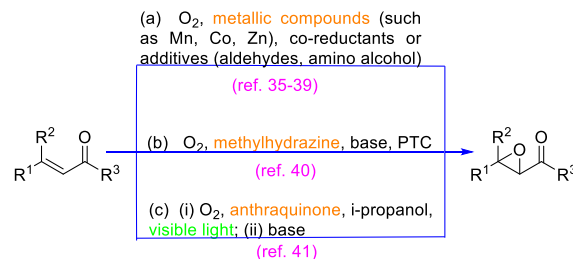 (a) O2, metallic compounds (such
as Mn, Co, Zn), co-reductants or
additives (aldehydes, amino alcohol)
(ref. 35-39)
R2
O
R1
R3
(b) O2, methylhydrazine, base, PTC
(ref. 40)
R2
O
O
R1
R3
(c) (i) O2, anthraquinone, i-propanol,
visible light; (ii) base
(ref. 41)